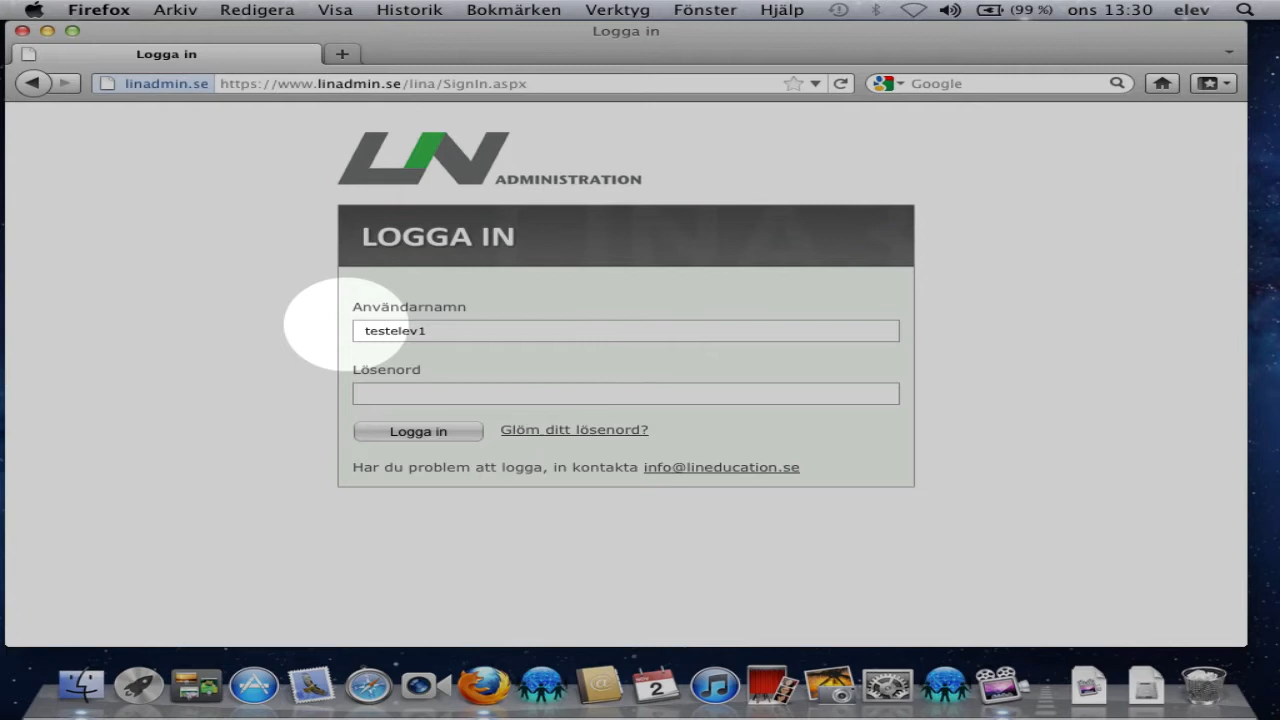 Firefox Arkiv Redigera Visa Historik Bokmärken Verktyg Fönster Hjälp (99 %) ons 13:30 elev
Logga in
Logga in
linadmin.se https://www.linadmin.se/lina/SignIn.aspx Google
LIN ADMINISTRATION
LOGGA IN
Användarnamn
testelev1
Lösenord
Logga in Glöm ditt lösenord?
Har du problem att logga, in kontakta info@lineducation.se
2